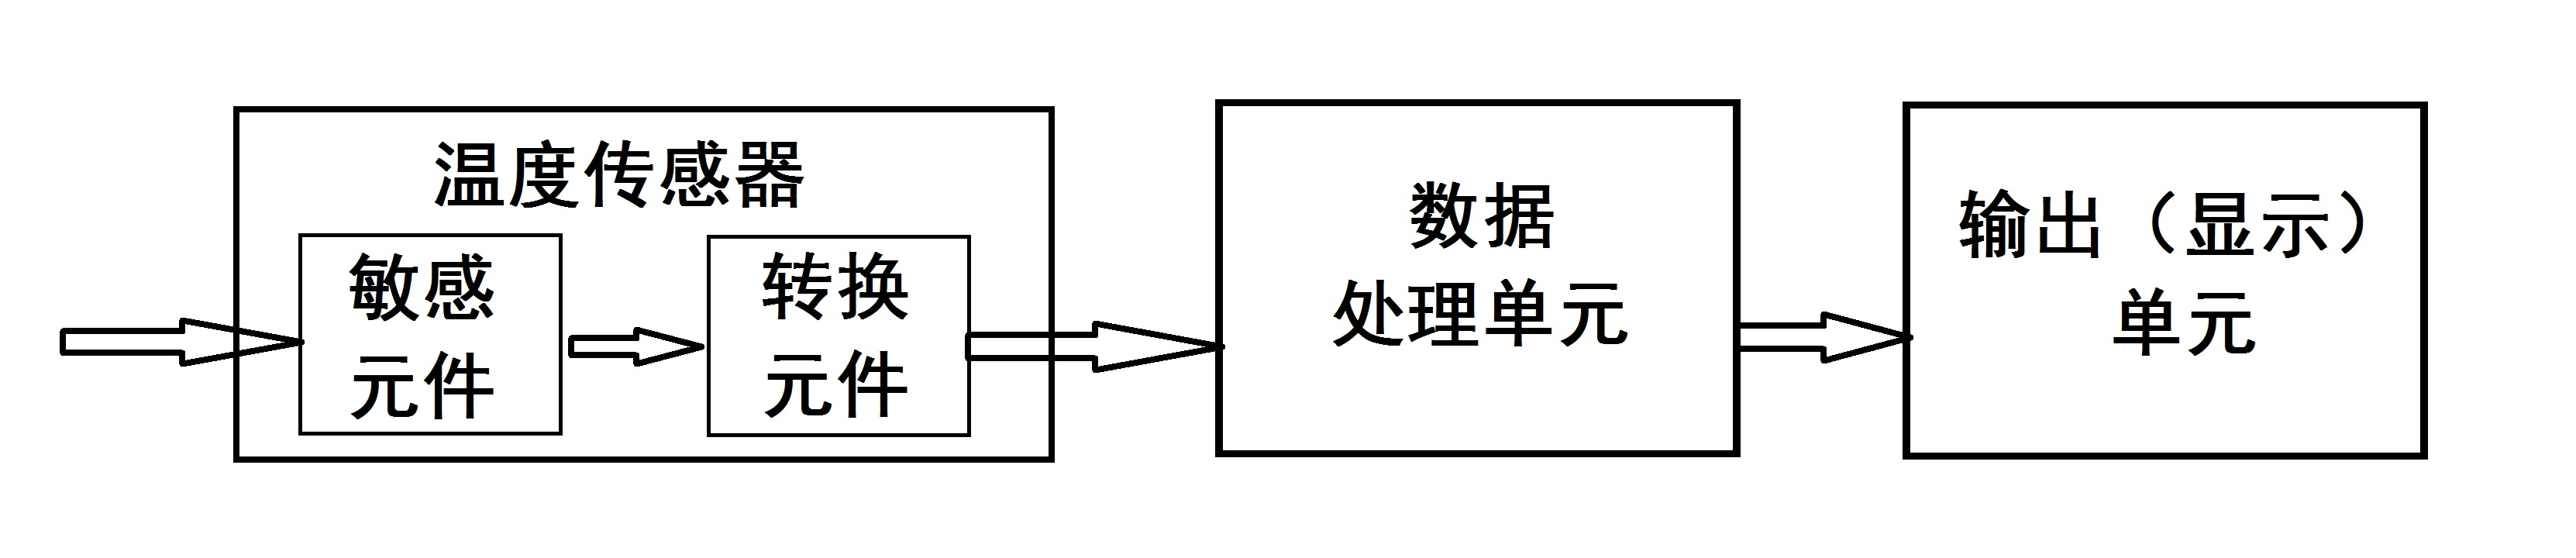 温度传感器
敏感
元件
转换
元件
数据
处理单元
输出（显示）
单元